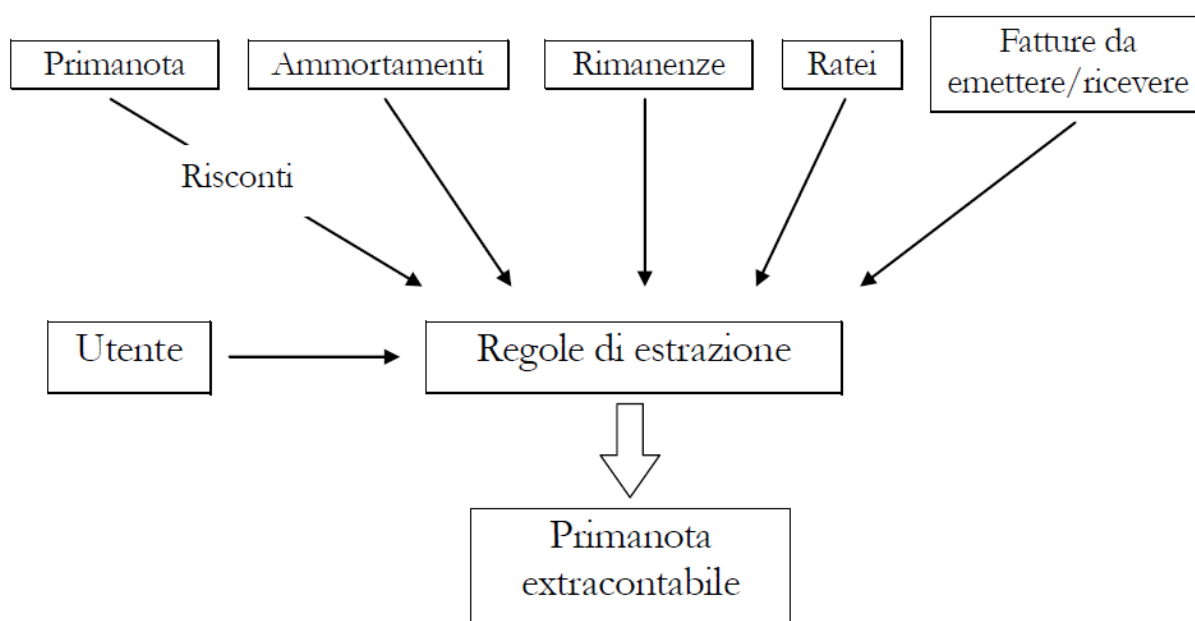 Primanota
Ammortamenti
Rimanenze
Ratei
Fatture da
emettere/ricevere
Risconti
Utente
Regole di estrazione
Primanota
extracontabile